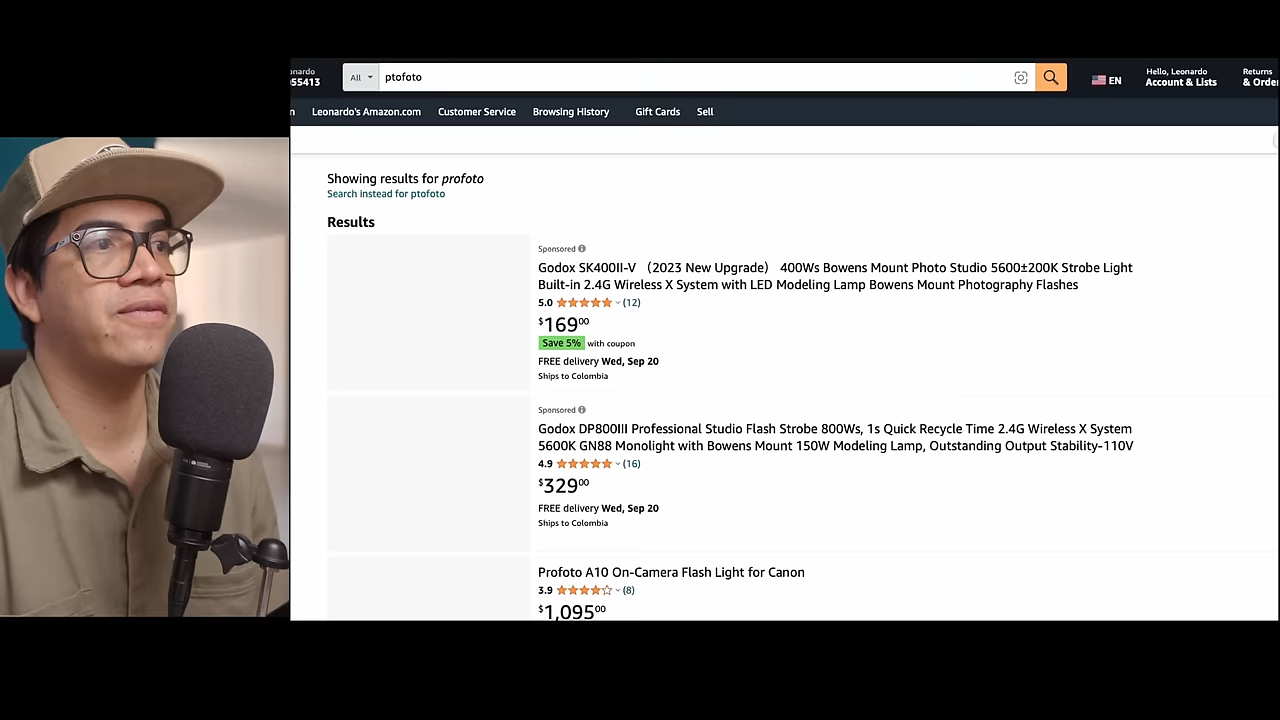 onardo
55413
All
ptofoto
EN
Hello, Leonardo
Account & Lists
Returns
& Order
n
Leonardo's Amazon.com
Customer Service
Browsing History
Gift Cards
Sell
Showing results for profoto
Search instead for ptofoto
Results
Sponsored
Godox SK400II-V （2023 New Upgrade） 400Ws Bowens Mount Photo Studio 5600±200K Strobe Light
Built-in 2.4G Wireless X System with LED Modeling Lamp Bowens Mount Photography Flashes
5.0 (12)
$169⁰⁰
Save 5% with coupon
FREE delivery Wed, Sep 20
Ships to Colombia
Sponsored
Godox DP800III Professional Studio Flash Strobe 800Ws, 1s Quick Recycle Time 2.4G Wireless X System
5600K GN88 Monolight with Bowens Mount 150W Modeling Lamp, Outstanding Output Stability-110V
4.9 (16)
$329⁰⁰
FREE delivery Wed, Sep 20
Ships to Colombia
Profoto A10 On-Camera Flash Light for Canon
3.9 (8)
$1,095⁰⁰